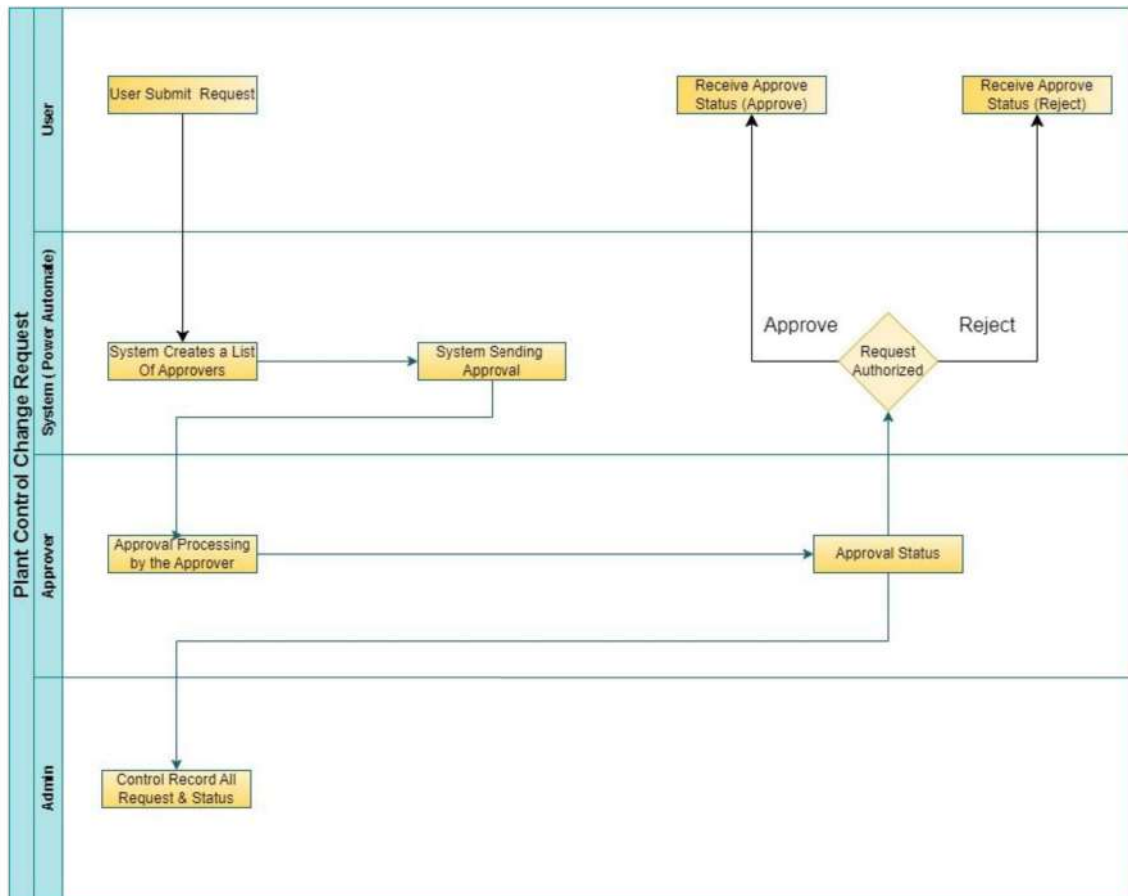 Plant Control Change Request
User
User Submit Request
Receive Approve
Status (Approve)
Receive Approve
Status (Reject)
System ( Power Automate)
System Creates a List
Of Approvers
System Sending
Approval
Approve
Request
Authorized
Reject
Approver
Approval Processing
by the Approver
Approval Status
Admin
Control Record All
Request & Status